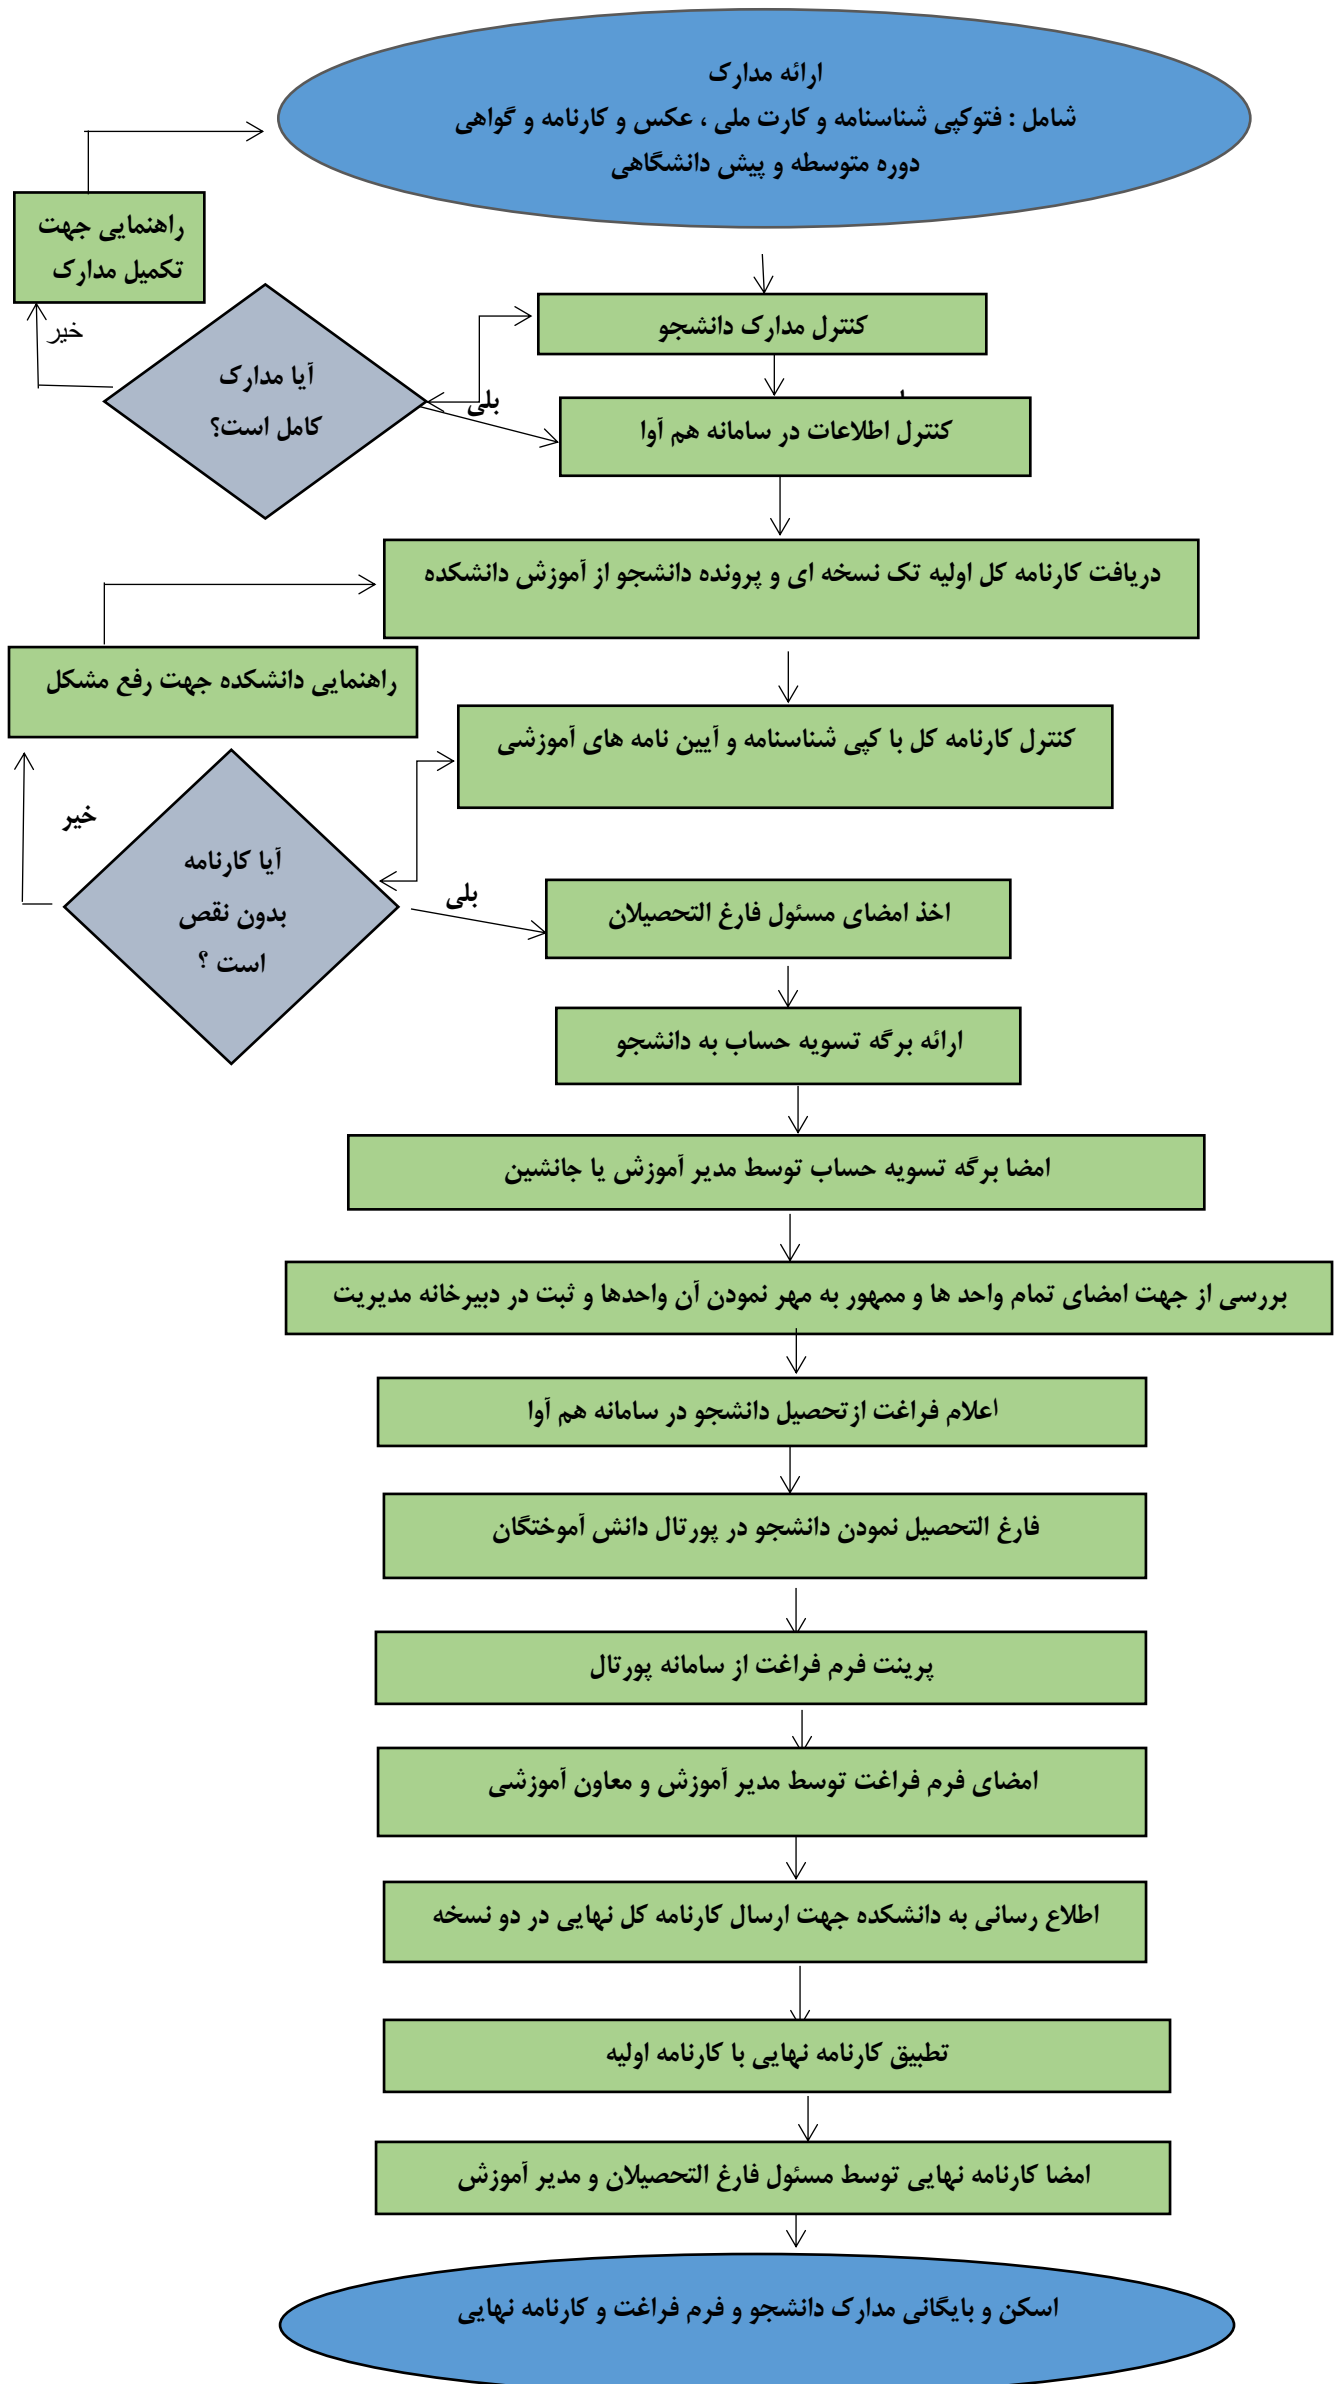 ارائه مدارک
شامل : فتوکپی شناسنامه و کارت ملی ، عکس و کارنامه و گواهی
دوره متوسطه و پیش دانشگاهی
راهنمایی جهت
تکمیل مدارک
خیر
کنترل مدارک دانشجو
آیا مدارک
کامل است؟
بلی
کنترل اطلاعات در سامانه هم آوا
دریافت کارنامه کل اولیه تک نسخه ای و پرونده دانشجو از آموزش دانشکده
راهنمایی دانشکده جهت رفع مشکل
کنترل کارنامه کل با کپی شناسنامه و آیین نامه های آموزشی
خیر
آیا کارنامه
بدون نقص
است ؟
بلی
اخذ امضای مسئول فارغ التحصیلان
ارائه برگه تسویه حساب به دانشجو
امضا برگه تسویه حساب توسط مدیر آموزش یا جانشین
بررسی از جهت امضای تمام واحد ها و ممهور به مهر نمودن آن واحدها و ثبت در دبیرخانه مدیریت
اعلام فراغت ازتحصیل دانشجو در سامانه هم آوا
فارغ التحصیل نمودن دانشجو در پورتال دانش آموختگان
پرینت فرم فراغت از سامانه پورتال
امضای فرم فراغت توسط مدیر آموزش و معاون آموزشی
اطلاع رسانی به دانشکده جهت ارسال کارنامه کل نهایی در دو نسخه
تطبیق کارنامه نهایی با کارنامه اولیه
امضا کارنامه نهایی توسط مسئول فارغ التحصیلان و مدیر آموزش
اسکن و بایگانی مدارک دانشجو و فرم فراغت و کارنامه نهایی